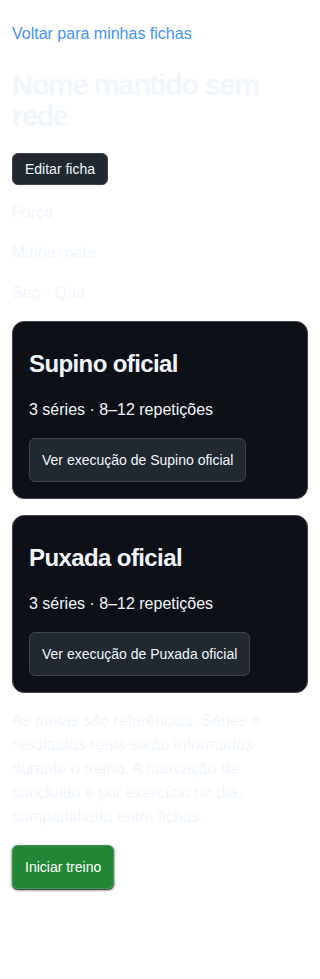 Voltar para minhas fichas
Nome mantido sem
rede
Editar ficha
Força
Minha meta
Seg · Qua
Supino oficial
3 séries · 8–12 repetições
Ver execução de Supino oficial
Puxada oficial
3 séries · 8–12 repetições
Ver execução de Puxada oficial
As metas são referências. Séries e
resultados reais serão informados
durante o treino. A marcação de
concluído é por exercício no dia,
compartilhada entre fichas.
Iniciar treino